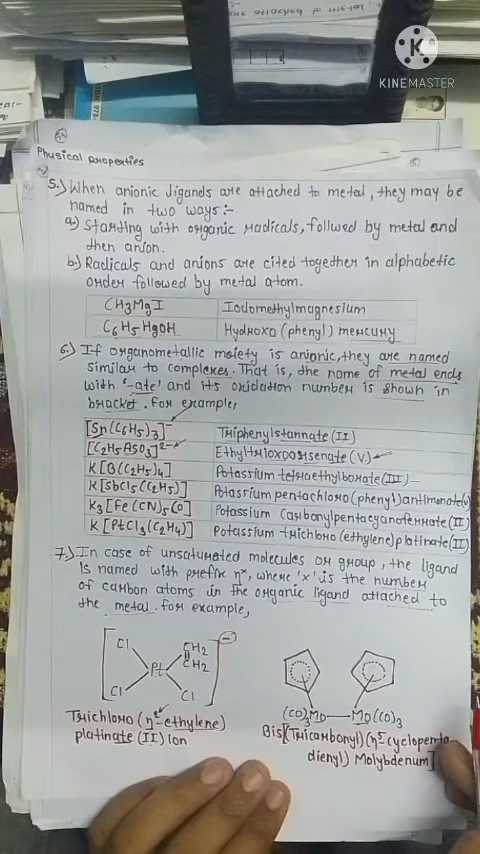 are attached to metal
K
KINEMASTER
Physical properties
5.) When anionic ligands are attached to metal, they may be
named in two ways:-
a.) Starting with organic radicals, follwed by metal and
then anion.
b.) Radicals and anions are cited together in alphabetic
order followed by metal atom.
CH3MgI Iodomethylmagnesium
C6H5HgOH Hydroxo (phenyl) mercury
6.) If organometallic moiety is anionic, they are named
similar to complexes. That is, the name of metal ends
with '-ate' and its oxidation number is shown in
bracket. For example,
[Sn(C6H5)3]⁻ Triphenylstannate (II)
[C2H5AsO3]²⁻ Ethyltrioxoarsenate (V)
K[B(C2H5)4] Potassium tetraethylborate (III)
K[SbCl5(C2H5)] Potassium pentachloro(phenyl)antimonate(V)
K3[Fe(CN)5CO] Potassium Carbonylpentacyanoferrate (II)
K[PtCl3(C2H4)] Potassium trichloro (ethylene)platinate (II)
7.) In case of unsaturated molecules or group, the ligand
is named with prefix ηˣ, where 'x' is the number
of carbon atoms in the organic ligand attached to
the metal. For example,
Cl CH2
CH2
Pt
Cl Cl
(CO)3Mo Mo(CO)3
Trichloro (η²-ethylene)
platinate (II) ion
Bis[(Tricarbonyl) (η⁵-cyclopenta-
dienyl) Molybdenum]